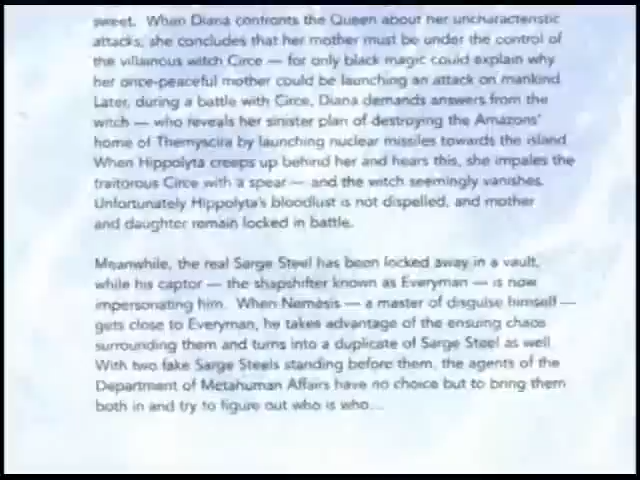 sweet. When Diana confronts the Queen about her uncharacteristic
attacks, she concludes that her mother must be under the control of
the villainous witch Circe — for only black magic could explain why
her once-peaceful mother could be launching an attack on mankind.
Later, during a battle with Circe, Diana demands answers from the
witch — who reveals her sinister plan of destroying the Amazons'
home of Themyscira by launching nuclear missiles towards the island.
When Hippolyta creeps up behind her and hears this, she impales the
traitorous Circe with a spear — and the witch seemingly vanishes.
Unfortunately Hippolyta's bloodlust is not dispelled, and mother
and daughter remain locked in battle.
Meanwhile, the real Sarge Steel has been locked away in a vault,
while his captor — the shapshifter known as Everyman — is now
impersonating him. When Nemesis — a master of disguise himself —
gets close to Everyman, he takes advantage of the ensuing chaos
surrounding them and turns into a duplicate of Sarge Steel as well.
With two fake Sarge Steels standing before them, the agents of the
Department of Metahuman Affairs have no choice but to bring them
both in and try to figure out who is who...